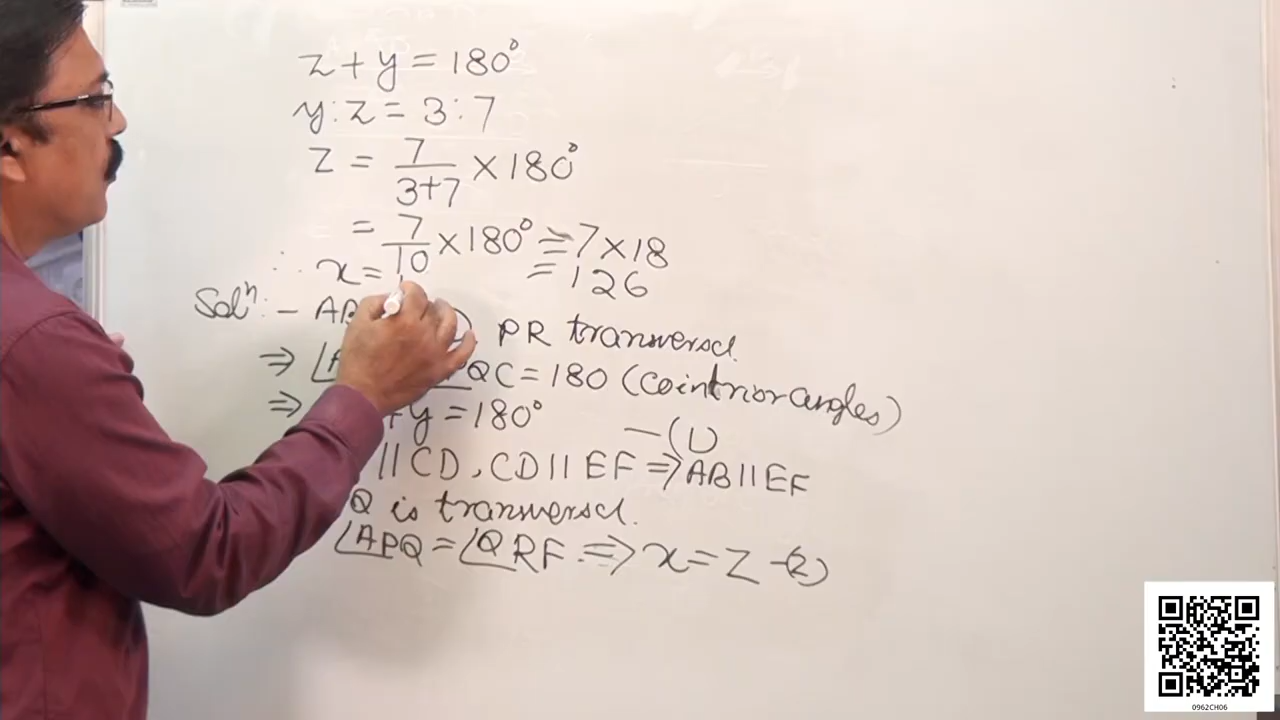 z + y = 180°
y : z = 3 : 7
z = 7/(3+7) × 180°
= 7/10 × 180° = 7 × 18
= 126
∴ x =
Solⁿ: – AB PR transversal.
⇒ QC = 180 (Cointnior angles)
⇒ + y = 180° — (1)
|| CD, CD || EF ⇒ AB || EF
Q is transversal.
∠APQ = ∠QRF ⇒ x = z – (2)
0962CH06